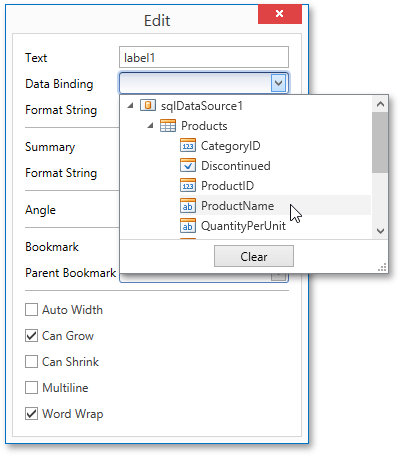 Edit
Text label1
Data Binding
Format String
sqlDataSource1
Products
Summary
CategoryID
Format String
Discontinued
ProductID
Angle
ProductName
QuantityPerUnit
Bookmark
Parent Bookmark
Clear
Auto Width
Can Grow
Can Shrink
Multiline
Word Wrap